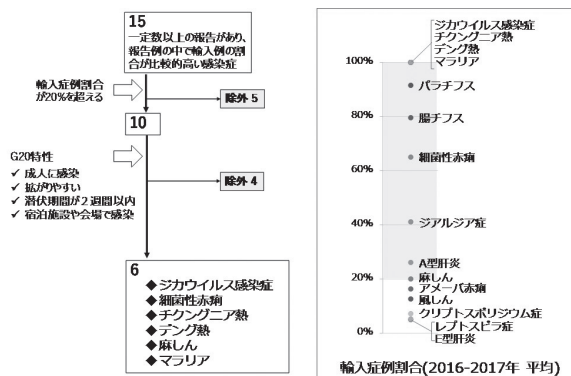 15
一定数以上の報告があり、
報告例の中で輸入例の割
合が比較的高い感染症
輸入症例割合
が20%を超える
除外 5
10
G20特性
✓ 成人に感染
✓ 拡がりやすい
✓ 潜伏期間が2週間以内
✓ 宿泊施設や会場で感染
除外 4
6
◆ジカウイルス感染症
◆細菌性赤痢
◆チクングニア熱
◆デング熱
◆麻しん
◆マラリア
ジカウイルス感染症
チクングニア熱
デング熱
マラリア
100%
パラチフス
80%
腸チフス
細菌性赤痢
60%
40%
ジアルジア症
A型肝炎
20%
麻しん
アメーバ赤痢
風しん
クリプトスポリジウム症
0%
レプトスピラ症
E型肝炎
輸入症例割合(2016-2017年 平均)